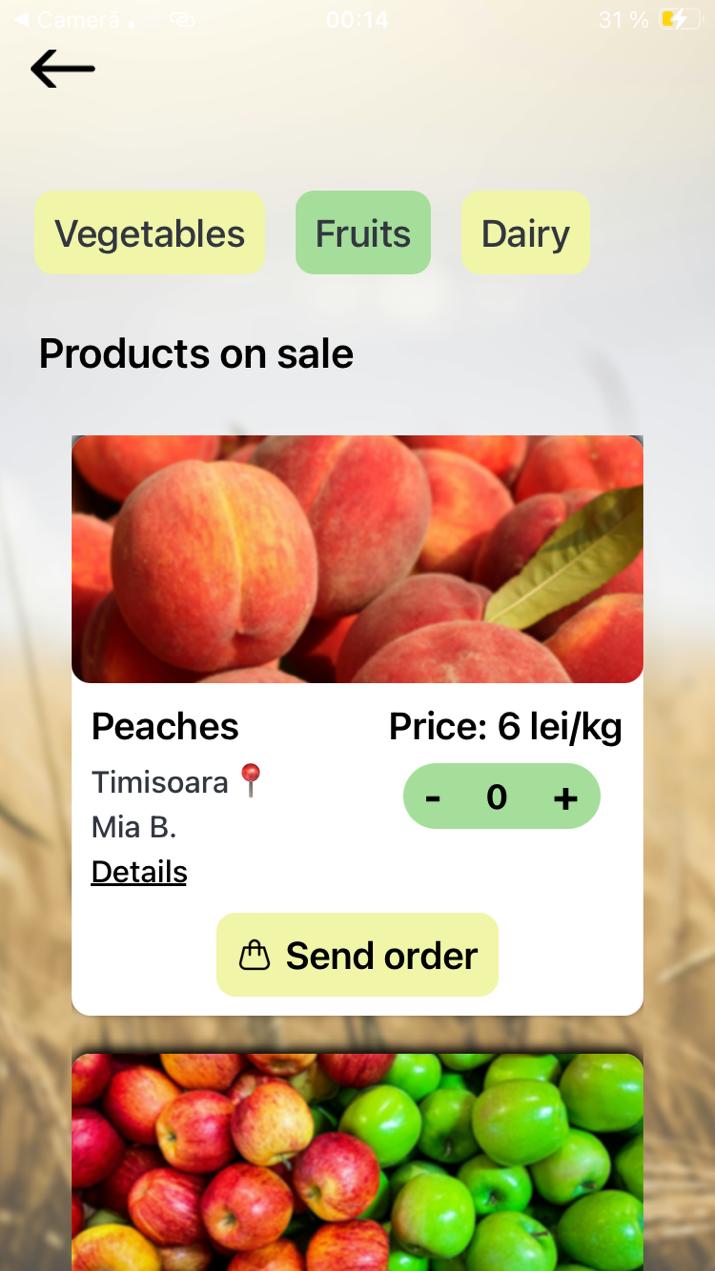 ◀ Cameră
00:14
31 %
Vegetables
Fruits
Dairy
Products on sale
Peaches
Price: 6 lei/kg
Timisoara📍
- 0 +
Mia B.
Details
Send order